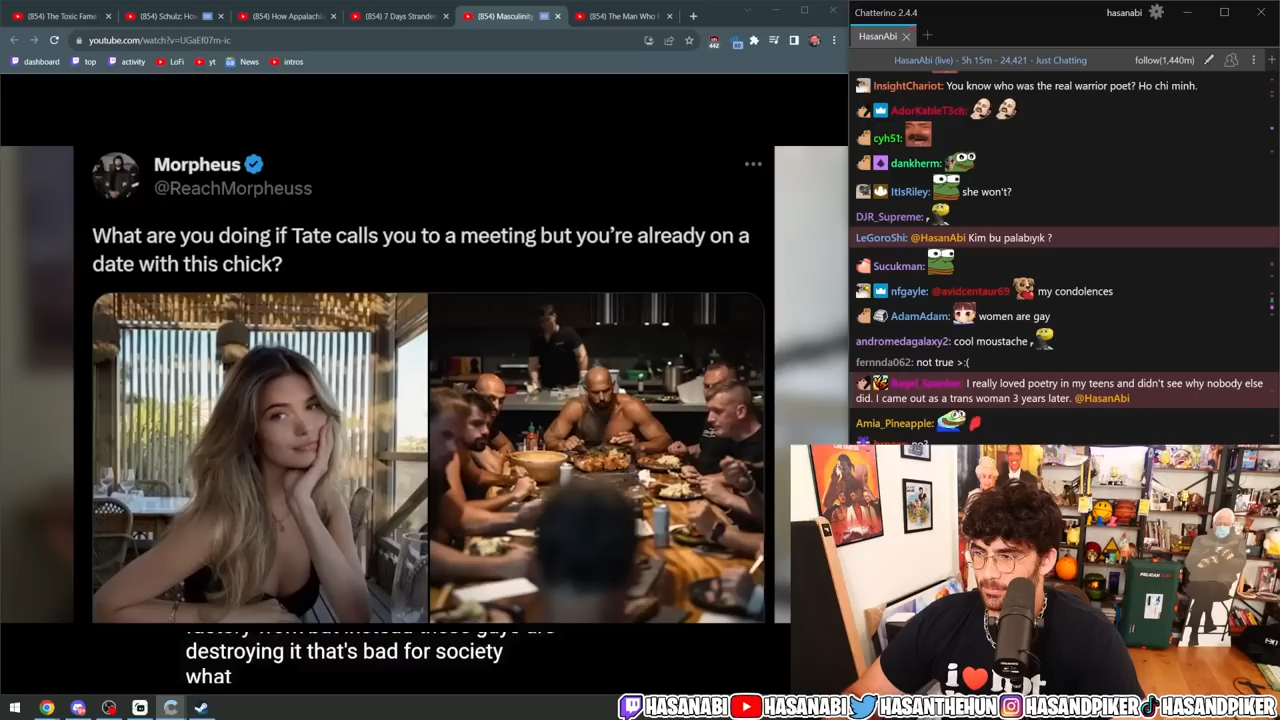 (854) The Toxic Fame
(854) Schulz: Ho
(854) How Appalachi
(854) 7 Days Strande
(854) Masculinity
(854) The Man Who
youtube.com/watch?v=UGaEf07m-ic
442
dashboard
top
activity
LoFi
yt
News
intros
Morpheus
@ReachMorpheuss
What are you doing if Tate calls you to a meeting but you’re already on a
date with this chick?
destroying it that's bad for society
what
Chatterino 2.4.4
hasanabi
HasanAbi
HasanAbi (live) - 5h 15m - 24,421 - Just Chatting
follow(1,440m)
InsightChariot: You know who was the real warrior poet? Ho chi minh.
AdorKableT3ch:
cyh51:
dankherm:
ItIsRiley: she won't?
DJR_Supreme:
LeGoroShi: @HasanAbi Kim bu palabıyık ?
Sucukman:
nfgayle: @avidcentaur69 my condolences
AdamAdam: women are gay
andromedagalaxy2: cool moustache
fernnda062: not true >:(
I really loved poetry in my teens and didn't see why nobody else
did. I came out as a trans woman 3 years later. @HasanAbi
Amia_Pineapple:
PELICAN
HASANABI
HASANABI
HASANTHEHUN
HASANDPIKER
HASANDPIKER